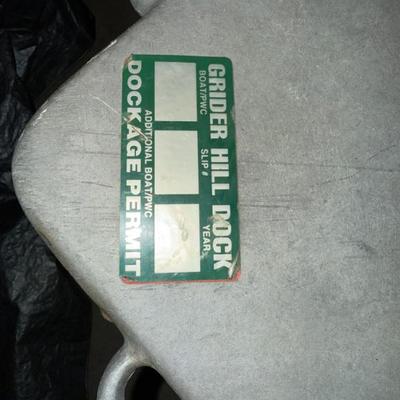 GRIDER HILL DOCK
BOAT/PWC SLIP # YEAR
ADDITIONAL BOAT/PWC
DOCKAGE PERMIT